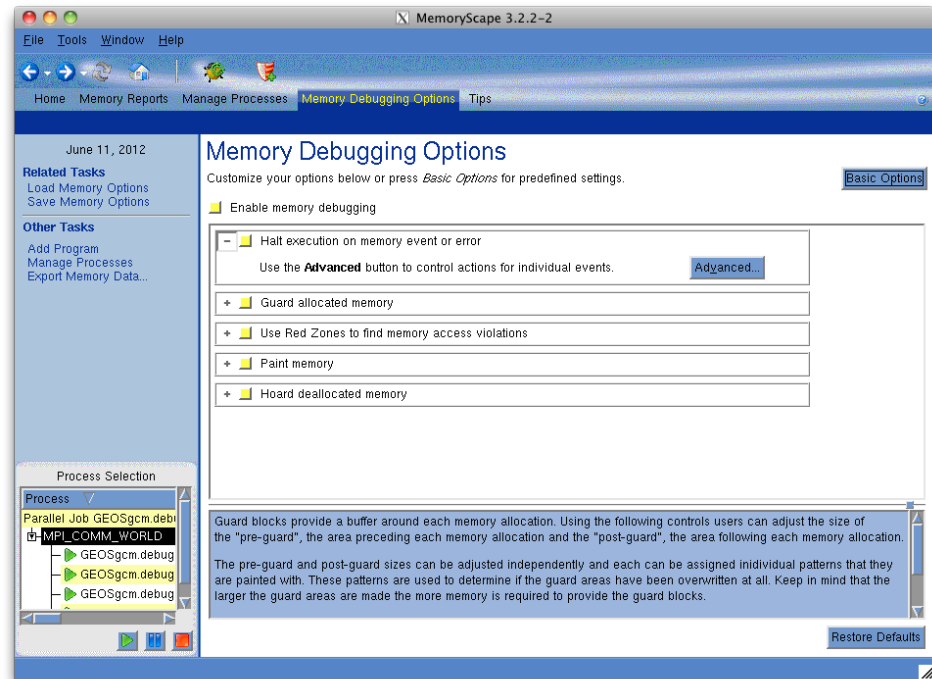 MemoryScape 3.2.2-2
File Tools Window Help
Home Memory Reports Manage Processes Memory Debugging Options Tips
June 11, 2012
Related Tasks
Load Memory Options
Save Memory Options
Other Tasks
Add Program
Manage Processes
Export Memory Data...
Memory Debugging Options
Customize your options below or press Basic Options for predefined settings.
Basic Options
Enable memory debugging
Halt execution on memory event or error
Use the Advanced button to control actions for individual events.
Advanced...
Guard allocated memory
Use Red Zones to find memory access violations
Paint memory
Hoard deallocated memory
Process Selection
Process
Parallel Job GEOSgcm.debu
MPI_COMM_WORLD
GEOSgcm.debug
GEOSgcm.debug
GEOSgcm.debug
Guard blocks provide a buffer around each memory allocation. Using the following controls users can adjust the size of
the "pre-guard", the area preceding each memory allocation and the "post-guard", the area following each memory allocation.
The pre-guard and post-guard sizes can be adjusted independently and each can be assigned inidividual patterns that they
are painted with. These patterns are used to determine if the guard areas have been overwritten at all. Keep in mind that the
larger the guard areas are made the more memory is required to provide the guard blocks.
Restore Defaults